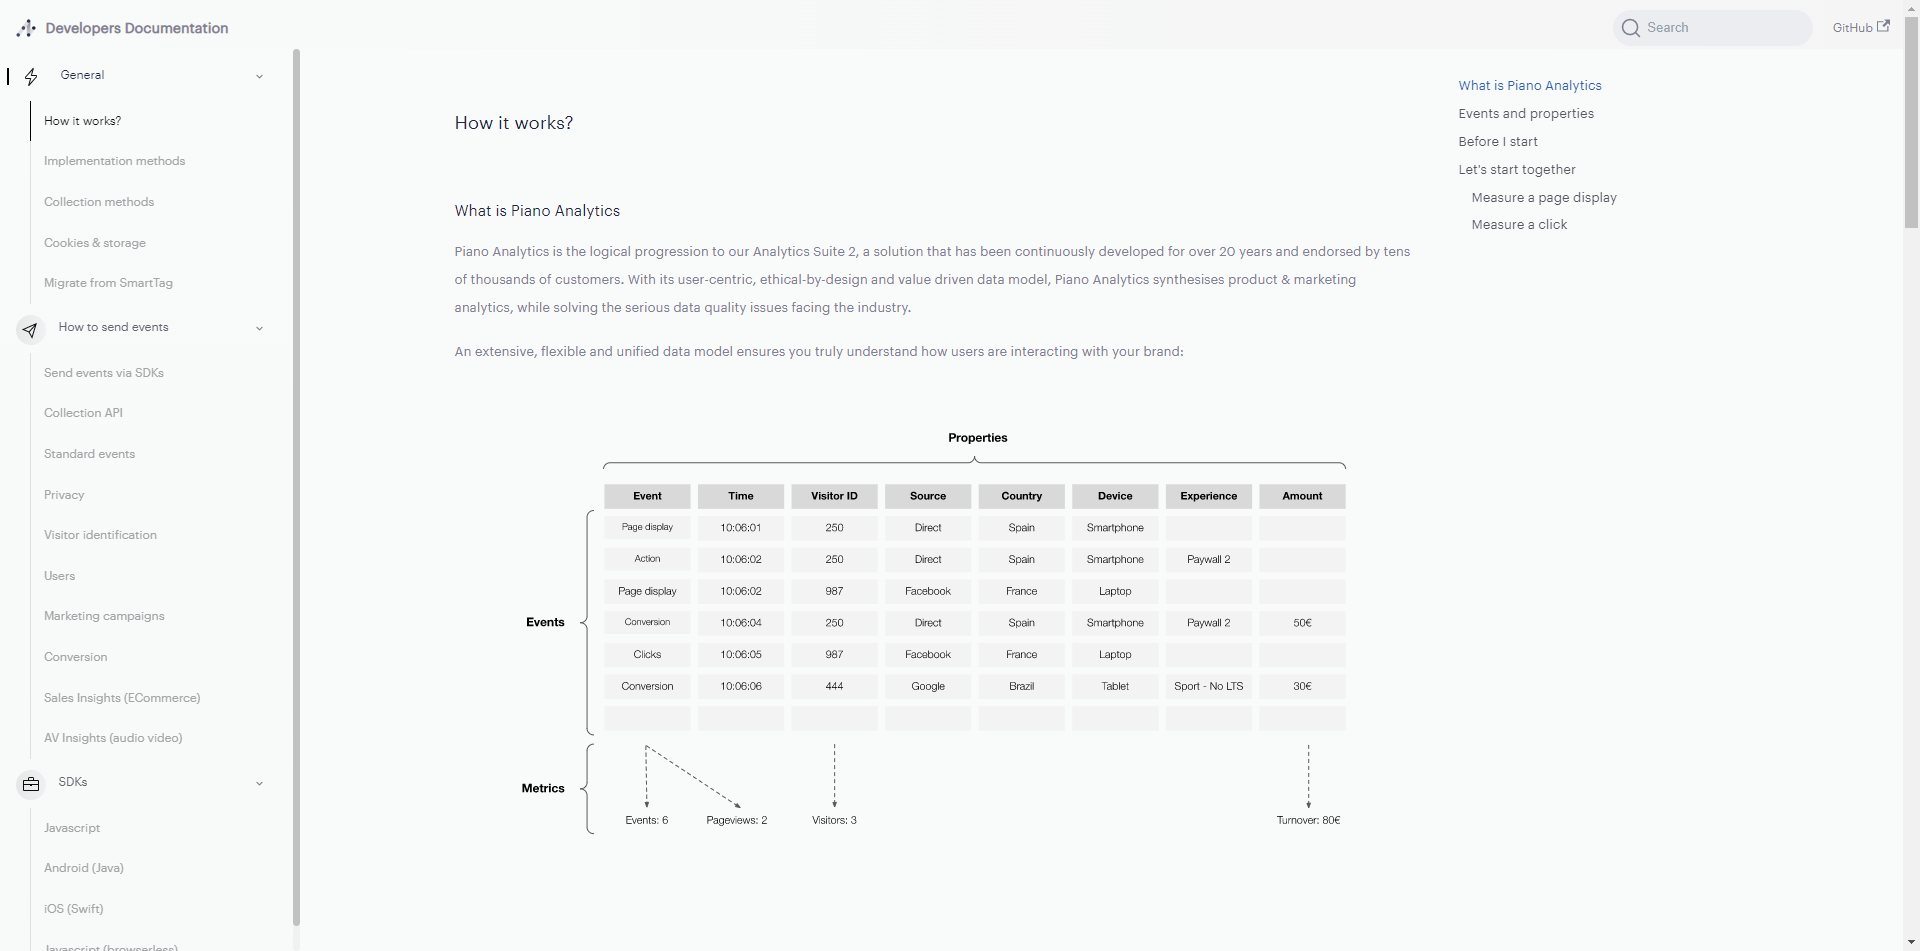 Developers Documentation
Search
GitHub
General
How it works?
Implementation methods
Collection methods
Cookies & storage
Migrate from SmartTag
How to send events
Send events via SDKs
Collection API
Standard events
Privacy
Visitor identification
Users
Marketing campaigns
Conversion
Sales Insights (ECommerce)
AV Insights (audio video)
SDKs
Javascript
Android (Java)
iOS (Swift)
Javascript (browserless)
How it works?
What is Piano Analytics
Piano Analytics is the logical progression to our Analytics Suite 2, a solution that has been continuously developed for over 20 years and endorsed by tens
of thousands of customers. With its user-centric, ethical-by-design and value driven data model, Piano Analytics synthesises product & marketing
analytics, while solving the serious data quality issues facing the industry.
An extensive, flexible and unified data model ensures you truly understand how users are interacting with your brand:
Properties
Event Time Visitor ID Source Country Device Experience Amount
Page display 10:06:01 250 Direct Spain Smartphone
Action 10:06:02 250 Direct Spain Smartphone Paywall 2
Page display 10:06:02 987 Facebook France Laptop
Events Conversion 10:06:04 250 Direct Spain Smartphone Paywall 2 50€
Clicks 10:06:05 987 Facebook France Laptop
Conversion 10:06:06 444 Google Brazil Tablet Sport - No LTS 30€
Metrics
Events: 6 Pageviews: 2 Visitors: 3 Turnover: 80€
What is Piano Analytics
Events and properties
Before I start
Let's start together
Measure a page display
Measure a click